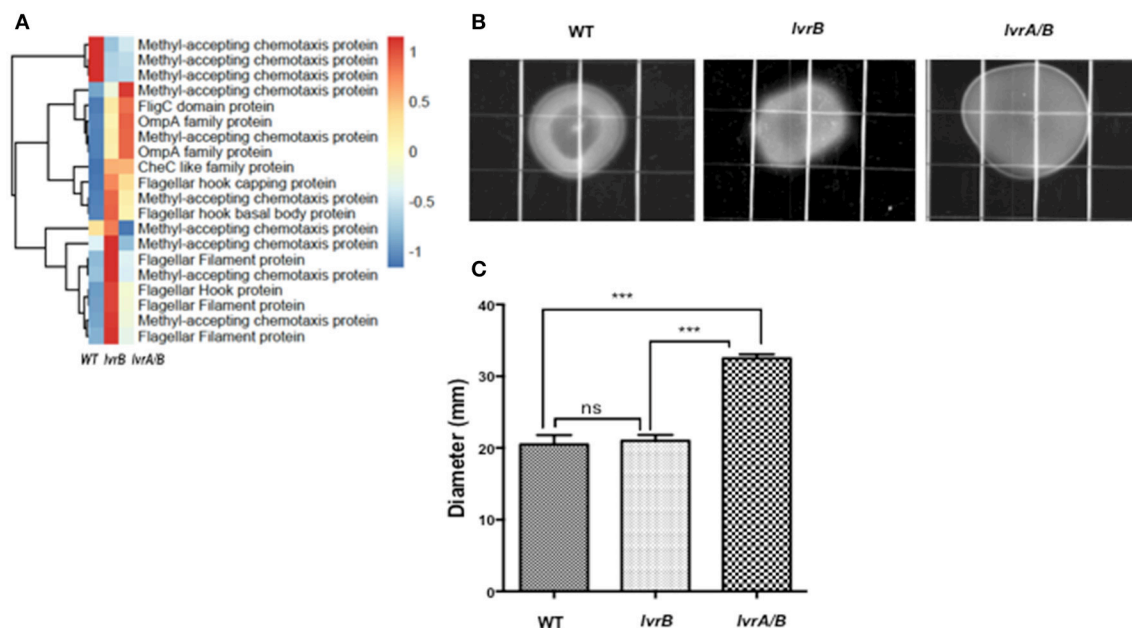 A
Methyl-accepting chemotaxis protein
Methyl-accepting chemotaxis protein
Methyl-accepting chemotaxis protein
Methyl-accepting chemotaxis protein
FligC domain protein
OmpA family protein
Methyl-accepting chemotaxis protein
OmpA family protein
CheC like family protein
Flagellar hook capping protein
Methyl-accepting chemotaxis protein
Flagellar hook basal body protein
Methyl-accepting chemotaxis protein
Methyl-accepting chemotaxis protein
Flagellar Filament protein
Methyl-accepting chemotaxis protein
Flagellar Hook protein
Flagellar Filament protein
Methyl-accepting chemotaxis protein
Flagellar Filament protein
WT lvrB lvrA/B
1
0.5
0
-0.5
-1
B
WT lvrB lvrA/B
C
Diameter (mm)
40
30
20
10
0
***
***
ns
WT lvrB lvrA/B